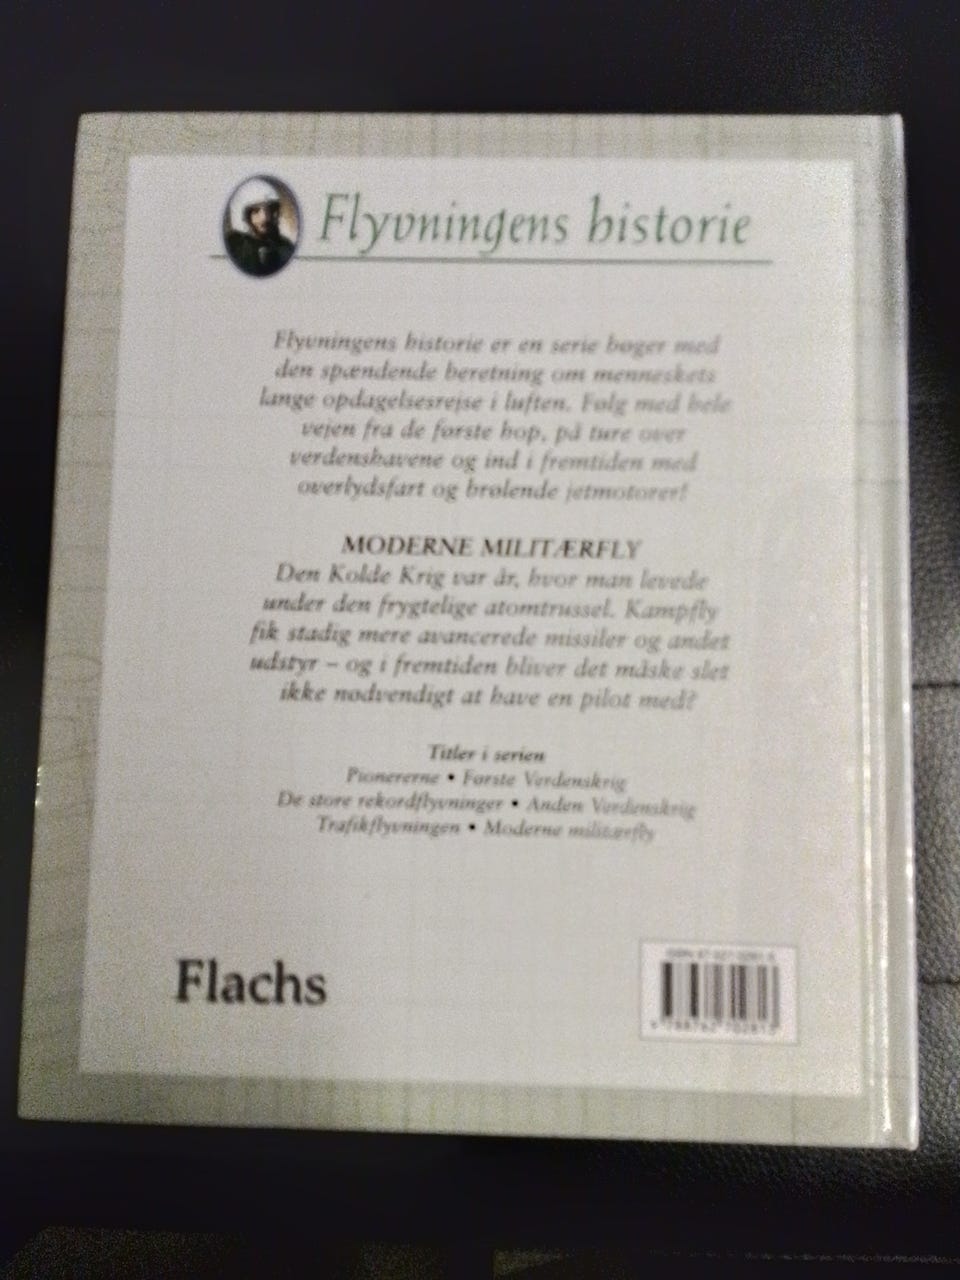 Flyvningens historie
Flyvningens historie er en serie bøger med
den spændende beretning om menneskets
lange opdagelsesrejse i luften. Følg med hele
vejen fra de første hop, på ture over
verdenshavene og ind i fremtiden med
overlydsfart og brølende jetmotorer!
MODERNE MILITÆRFLY
Den Kolde Krig var år, hvor man levede
under den frygtelige atomtrussel. Kampfly
fik stadig mere avancerede missiler og andet
udstyr – og i fremtiden bliver det måske slet
ikke nødvendigt at have en pilot med?
Titler i serien
Pionererne • Første Verdenskrig
De store rekordflyvninger • Anden Verdenskrig
Trafikflyvningen • Moderne militærfly
Flachs
ISBN